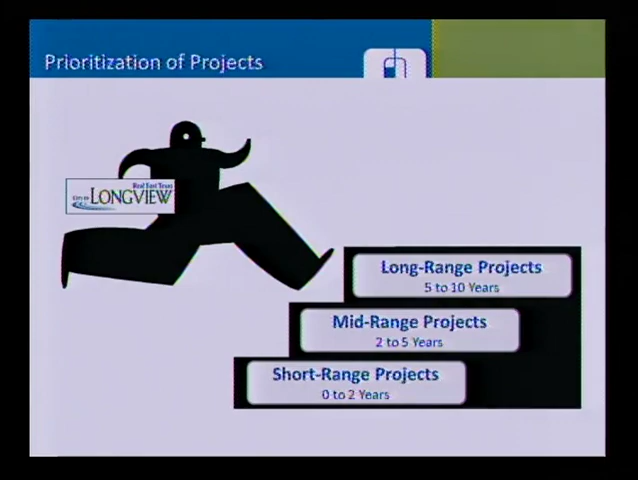 Prioritization of Projects
Real East Texas
City of
LONGVIEW
Long-Range Projects
5 to 10 Years
Mid-Range Projects
2 to 5 Years
Short-Range Projects
0 to 2 Years